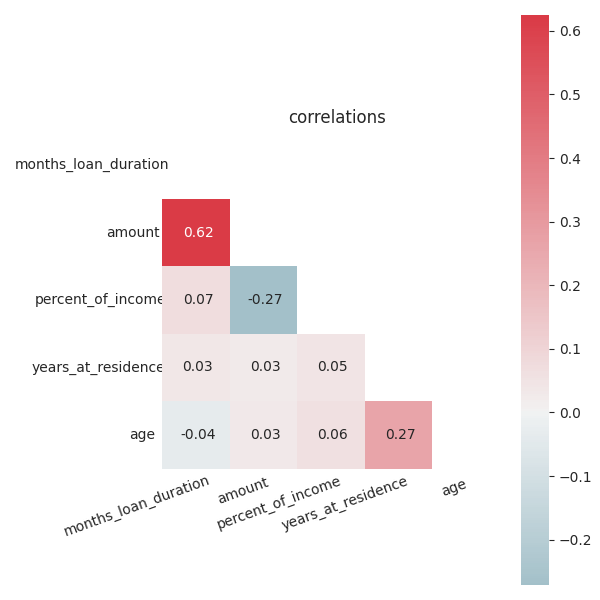 correlations
months_loan_duration
amount
percent_of_income
years_at_residence
age
0.62
0.07 -0.27
0.03 0.03 0.05
-0.04 0.03 0.06 0.27
months_loan_duration
amount
percent_of_income
years_at_residence
age
0.6
0.5
0.4
0.3
0.2
0.1
0.0
−0.1
−0.2